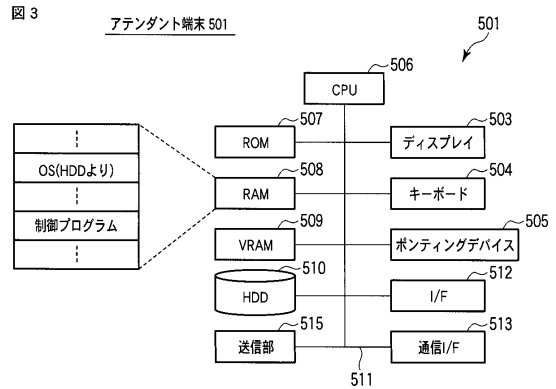 図3
アテンダント端末 501
501
506
CPU
507
ROM
503
ディスプレイ
OS(HDDより)
制御プログラム
508
RAM
504
キーボード
509
VRAM
505
ポンティングデバイス
510
HDD
512
I/F
515
送信部
511
513
通信I/F